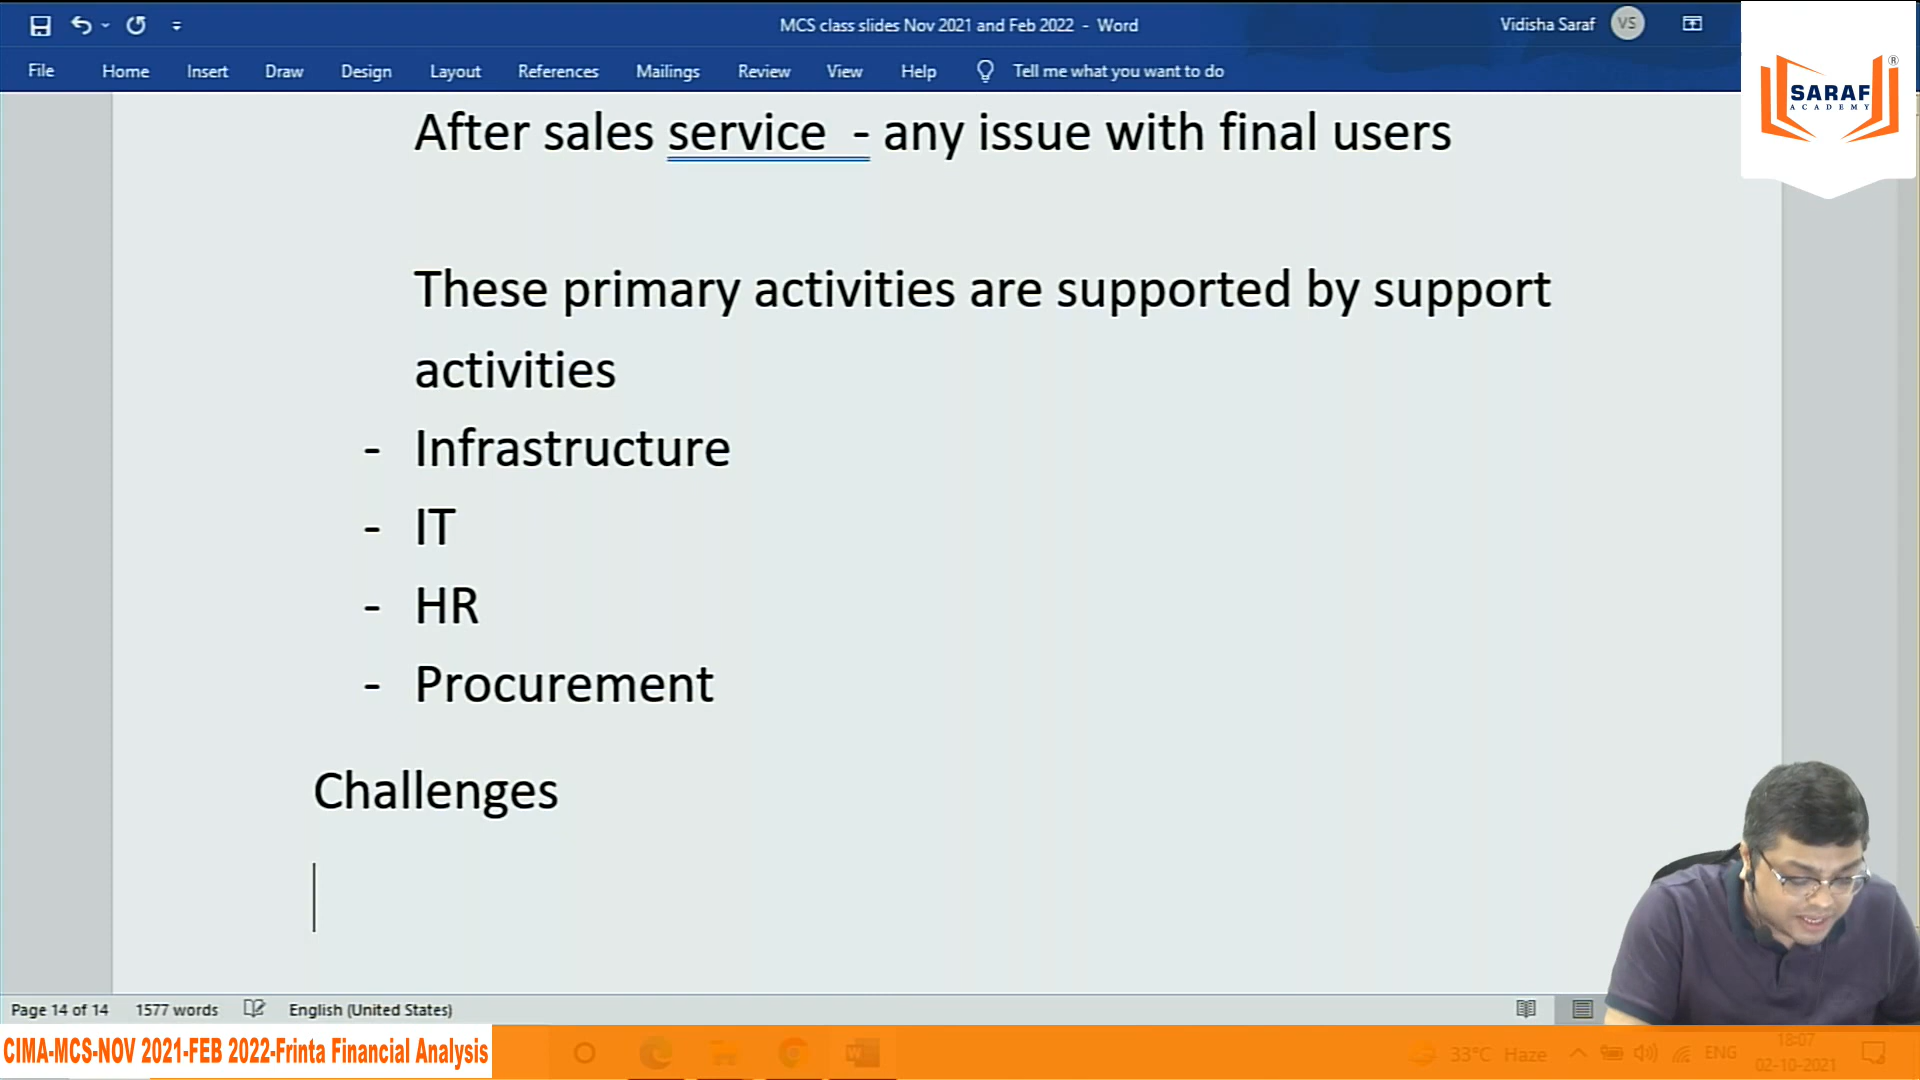 MCS class slides Nov 2021 and Feb 2022 - Word
Vidisha Saraf
VS
File
Home
Insert
Draw
Design
Layout
References
Mailings
Review
View
Help
Tell me what you want to do
SARAF
ACADEMY
®
After sales service - any issue with final users
These primary activities are supported by support
activities
- Infrastructure
- IT
- HR
- Procurement
Challenges
Page 14 of 14
1577 words
English (United States)
CIMA-MCS-NOV 2021-FEB 2022-Frinta Financial Analysis
33°C Haze
ENG
18:07
02-10-2021